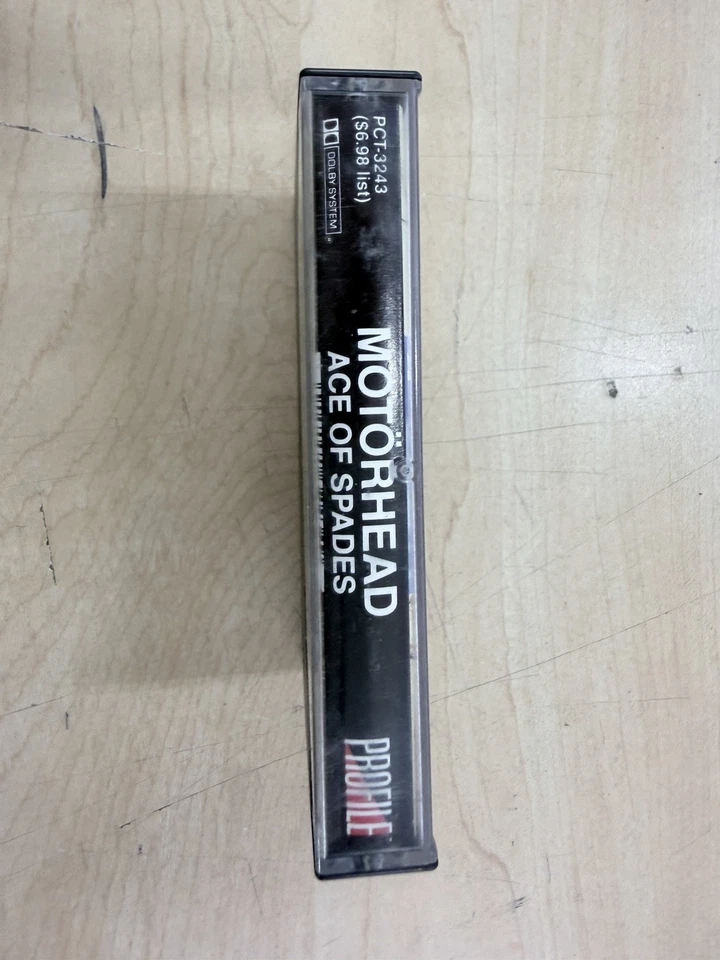 PCT-3243
($6.98 list)
DOLBY SYSTEM
MOTÖRHEAD
ACE OF SPADES
PROFILE